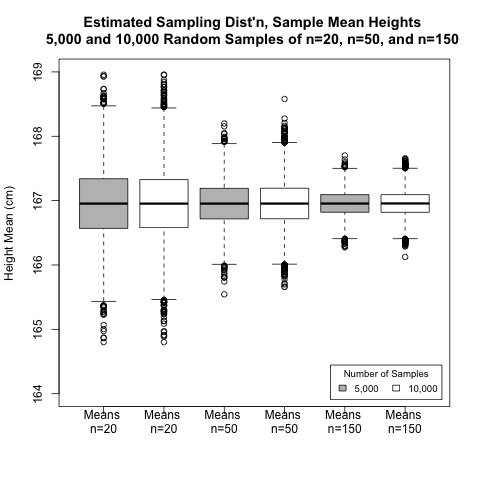 Estimated Sampling Dist'n, Sample Mean Heights
5,000 and 10,000 Random Samples of n=20, n=50, and n=150
Height Mean (cm)
169
168
167
166
165
164
Number of Samples
5,000 10,000
Means Means Means Means Means Means
n=20 n=20 n=50 n=50 n=150 n=150